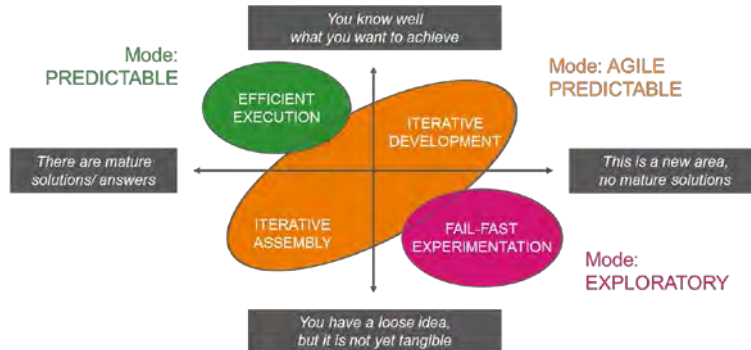 You know well
what you want to achieve
Mode:
PREDICTABLE
Mode: AGILE
PREDICTABLE
EFFICIENT
EXECUTION
ITERATIVE
DEVELOPMENT
There are mature
solutions/ answers
This is a new area,
no mature solutions
ITERATIVE
ASSEMBLY
FAIL-FAST
EXPERIMENTATION
Mode:
EXPLORATORY
You have a loose idea,
but it is not yet tangible